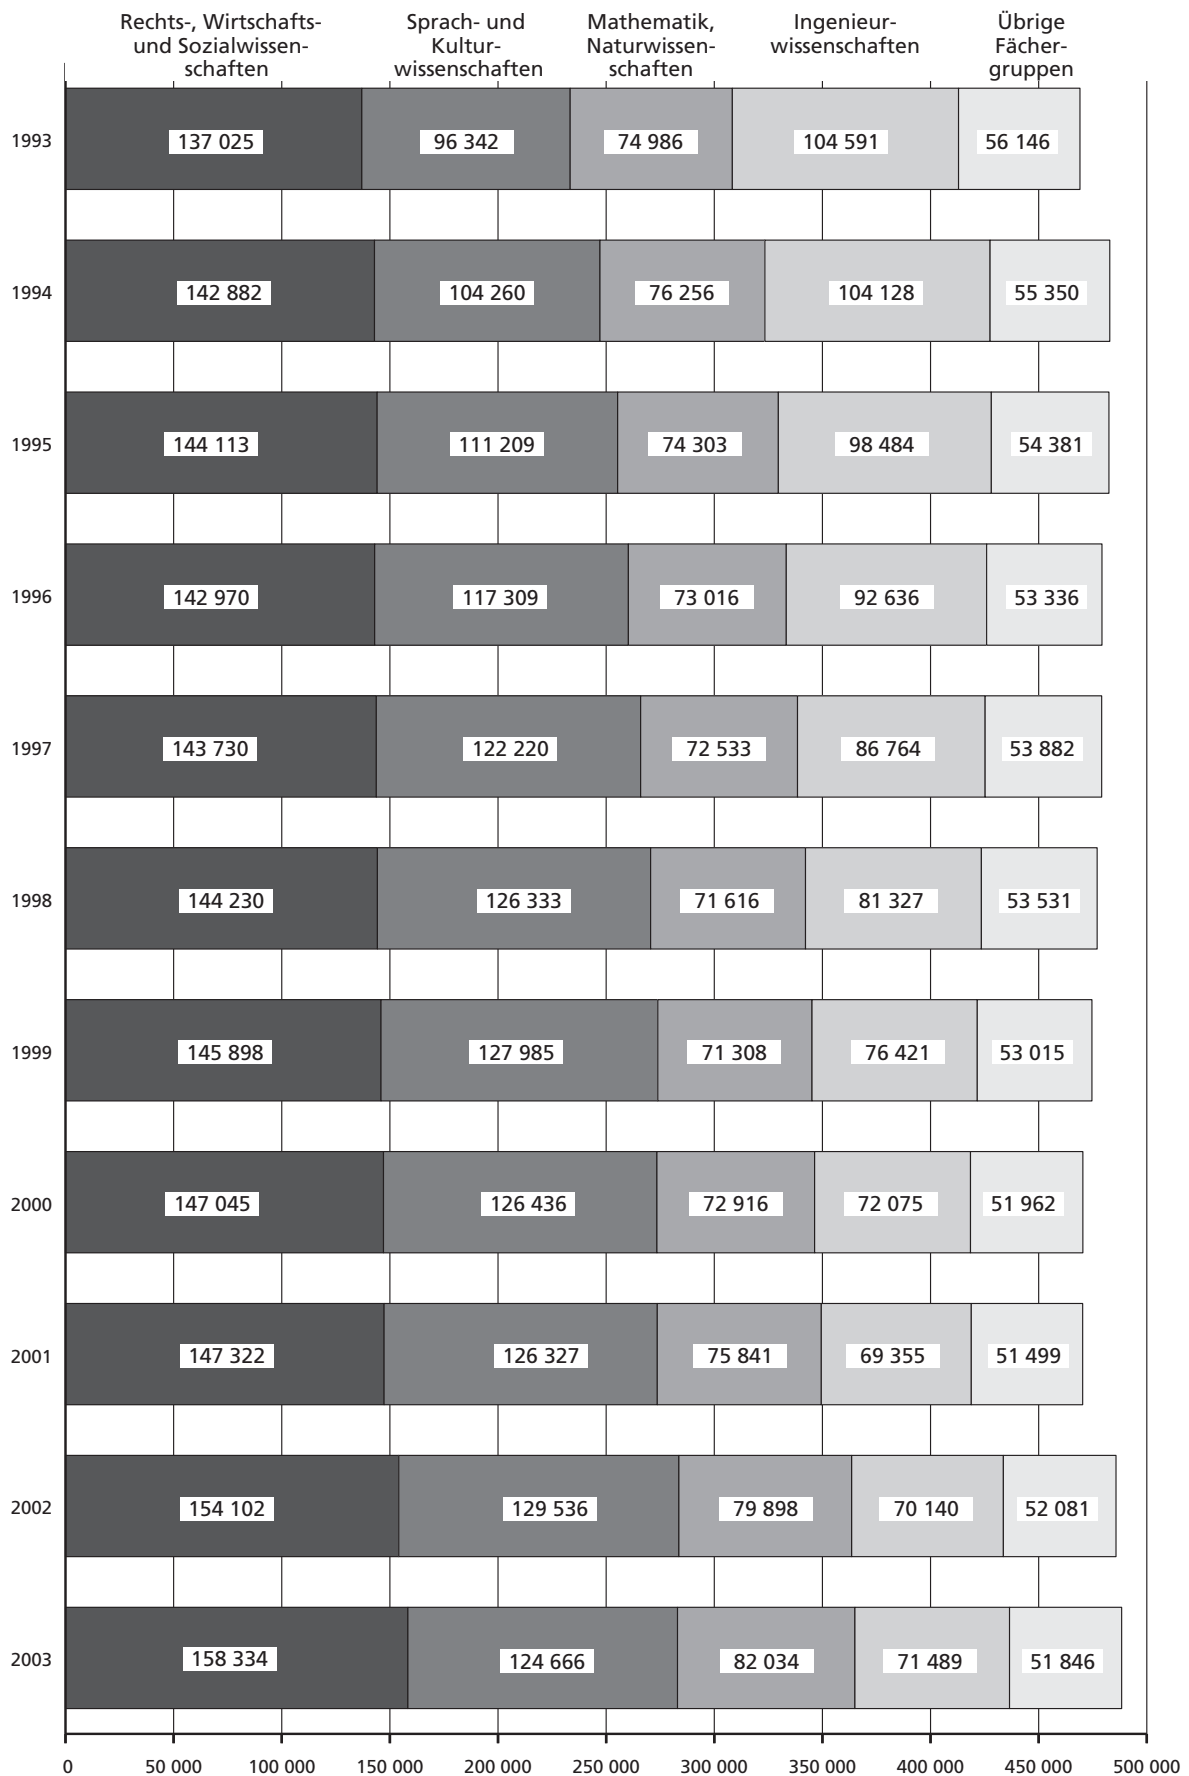 Rechts-, Wirtschafts-
und Sozialwissen-
schaften
Sprach- und
Kultur-
wissenschaften
Mathematik,
Naturwissen-
schaften
Ingenieur-
wissenschaften
Übrige
Fächer-
gruppen
1993 137 025 96 342 74 986 104 591 56 146
1994 142 882 104 260 76 256 104 128 55 350
1995 144 113 111 209 74 303 98 484 54 381
1996 142 970 117 309 73 016 92 636 53 336
1997 143 730 122 220 72 533 86 764 53 882
1998 144 230 126 333 71 616 81 327 53 531
1999 145 898 127 985 71 308 76 421 53 015
2000 147 045 126 436 72 916 72 075 51 962
2001 147 322 126 327 75 841 69 355 51 499
2002 154 102 129 536 79 898 70 140 52 081
2003 158 334 124 666 82 034 71 489 51 846
0 50 000 100 000 150 000 200 000 250 000 300 000 350 000 400 000 450 000 500 000